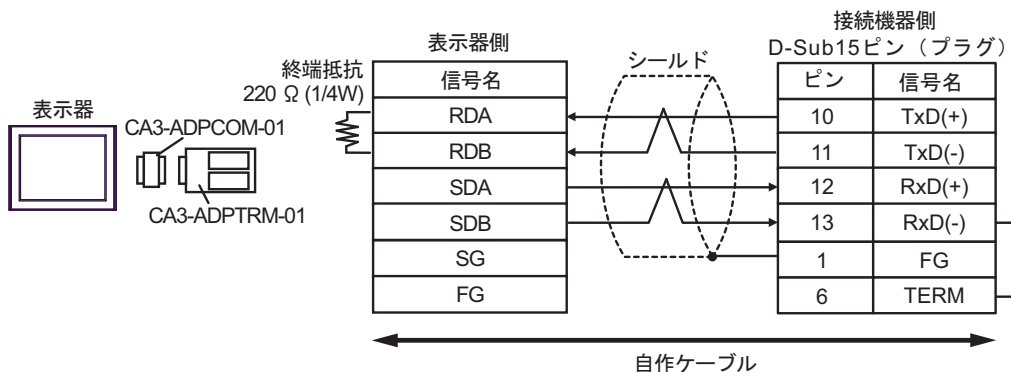 接続機器側
表示器側
D-Sub15ピン（プラグ）
シールド
終端抵抗
220 Ω (1/4W)
信号名
ピン 信号名
表示器
RDA
10 TxD(+)
CA3-ADPCOM-01
RDB
11 TxD(-)
SDA
12 RxD(+)
CA3-ADPTRM-01
SDB
13 RxD(-)
SG
1 FG
FG
6 TERM
自作ケーブル